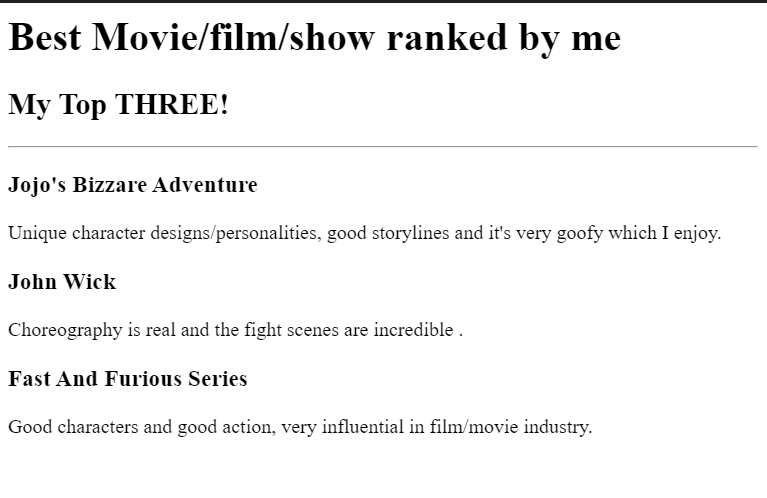 Best Movie/film/show ranked by me
My Top THREE!
Jojo's Bizzare Adventure
Unique character designs/personalities, good storylines and it's very goofy which I enjoy.
John Wick
Choreography is real and the fight scenes are incredible .
Fast And Furious Series
Good characters and good action, very influential in film/movie industry.